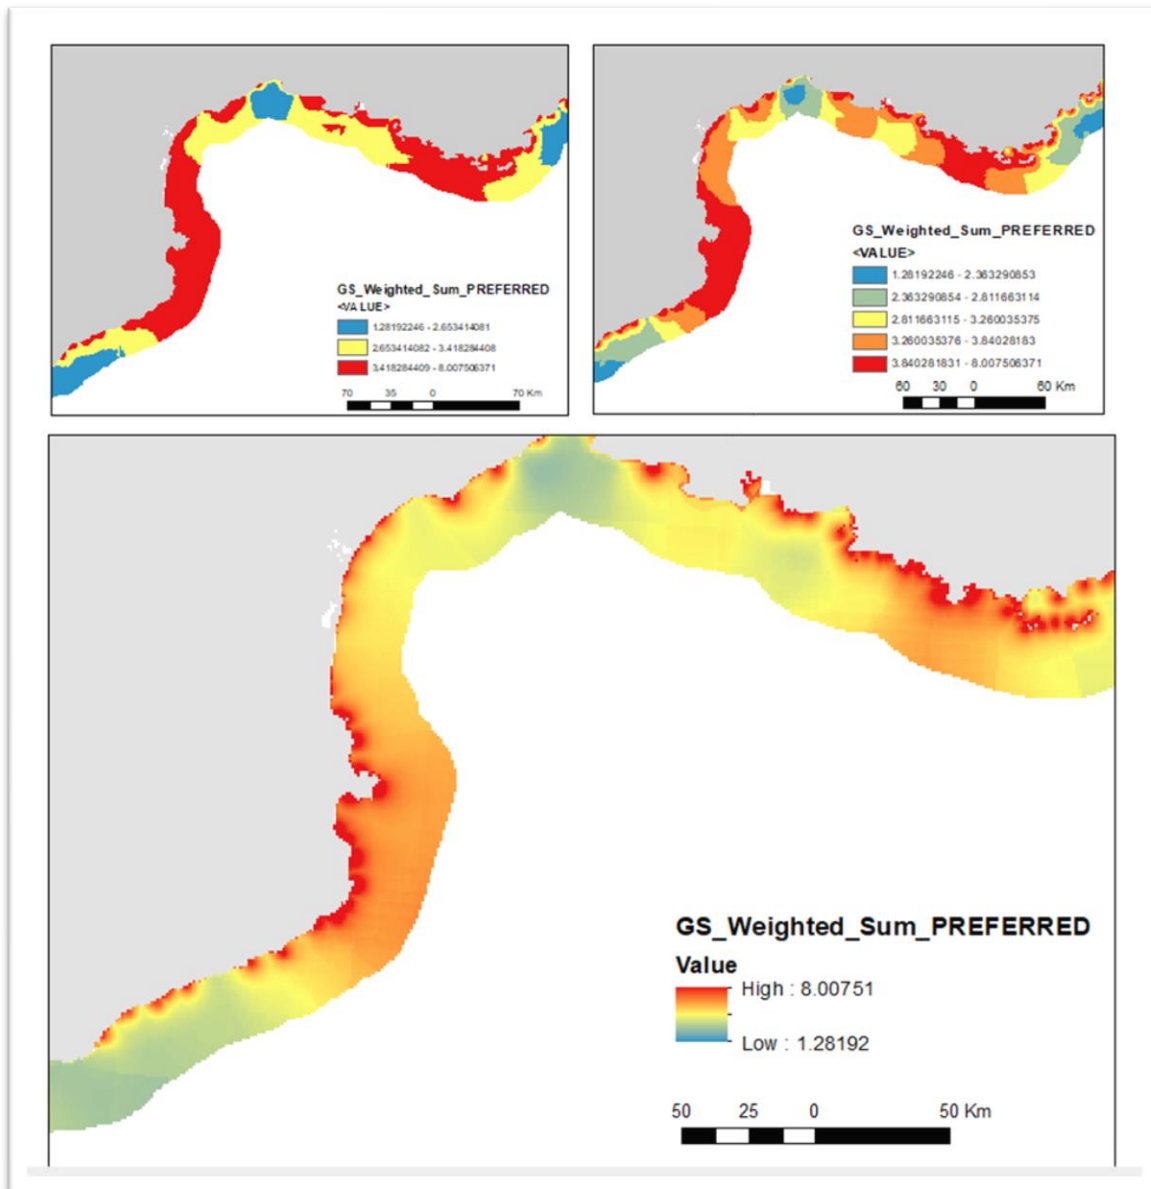 GS_Weighted_Sum_PREFERRED
<VALUE>
1.28192246 - 2.653414081
2.653414082 - 3.418284408
3.418284409 - 8.007506371
70 35 0 70 Km
GS_Weighted_Sum_PREFERRED
<VALUE>
1.28192246 - 2.363290853
2.363290854 - 2.811663114
2.811663115 - 3.260035375
3.260035376 - 3.84028183
3.840281831 - 8.007506371
60 30 0 60 Km
GS_Weighted_Sum_PREFERRED
Value
High : 8.00751
Low : 1.28192
50 25 0 50 Km